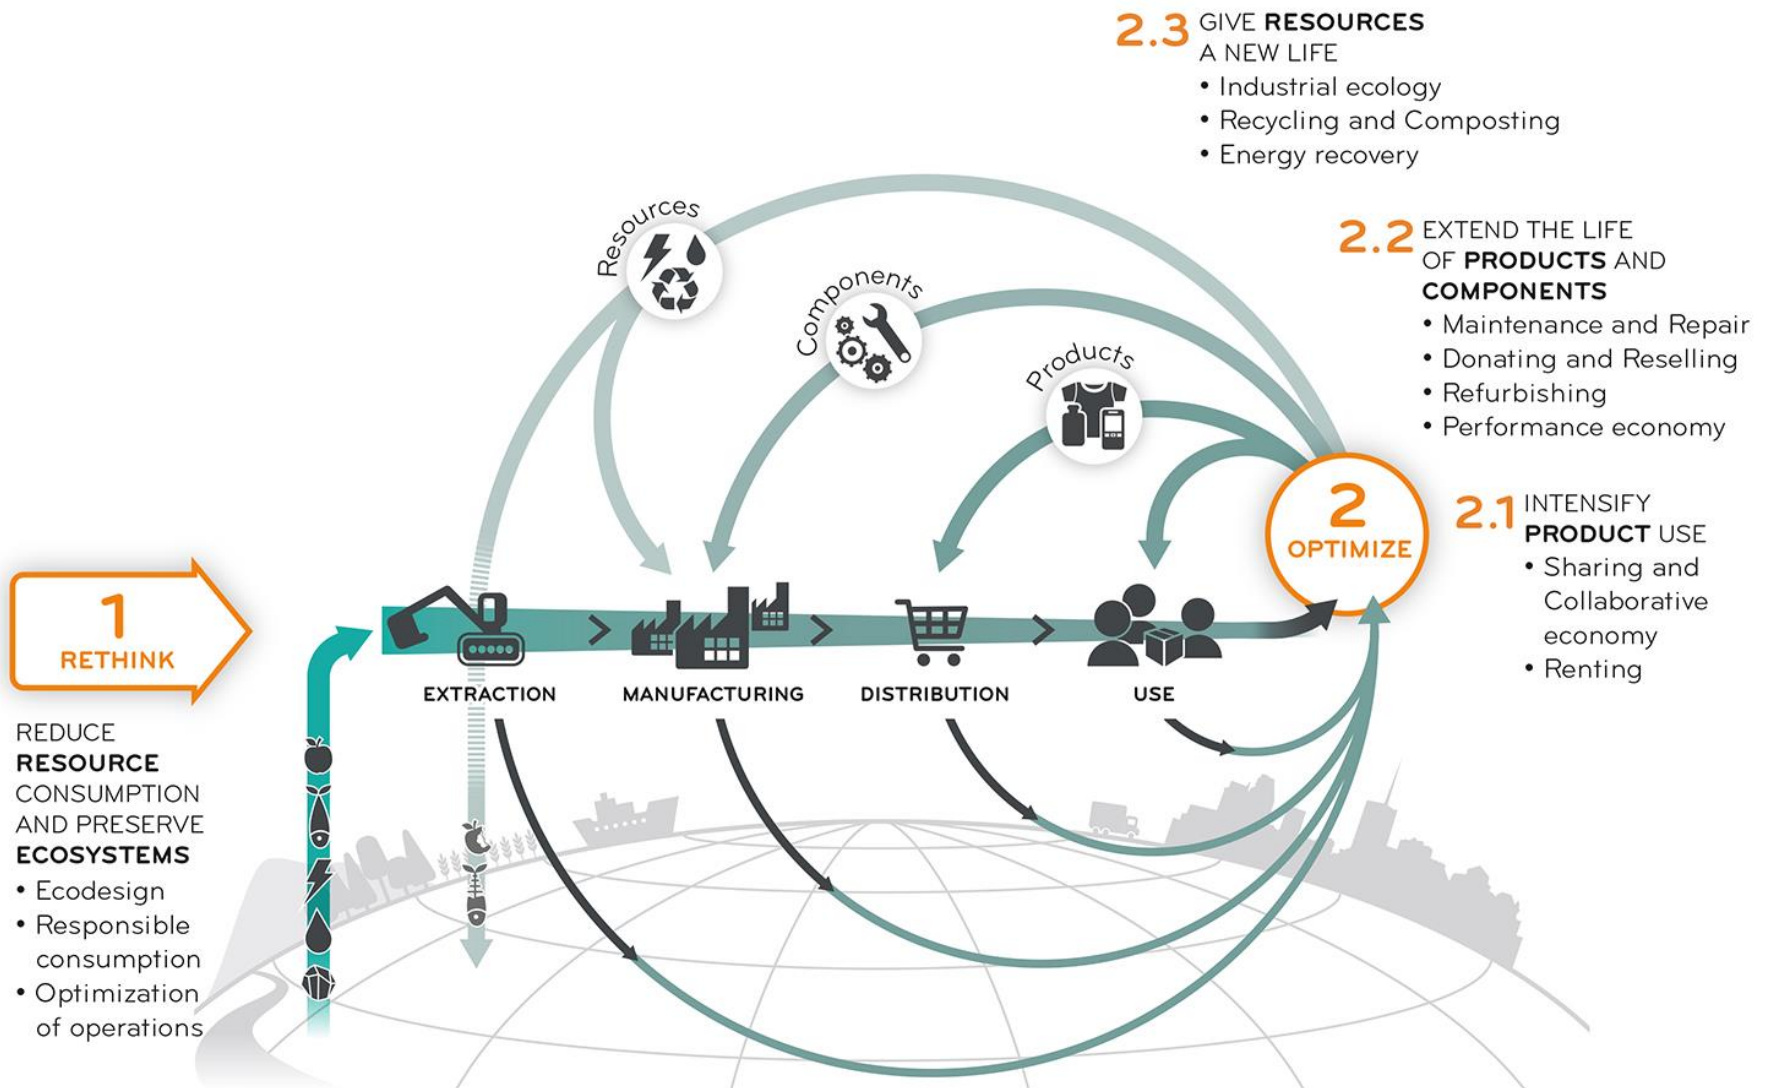 2.3 GIVE RESOURCES
A NEW LIFE
• Industrial ecology
• Recycling and Composting
• Energy recovery
2.2 EXTEND THE LIFE
OF PRODUCTS AND
COMPONENTS
• Maintenance and Repair
• Donating and Reselling
• Refurbishing
• Performance economy
Resources
Components
Products
2
OPTIMIZE
2.1 INTENSIFY
PRODUCT USE
• Sharing and
Collaborative
economy
• Renting
1
RETHINK
EXTRACTION
MANUFACTURING
DISTRIBUTION
USE
REDUCE
RESOURCE
CONSUMPTION
AND PRESERVE
ECOSYSTEMS
• Ecodesign
• Responsible
consumption
• Optimization
of operations